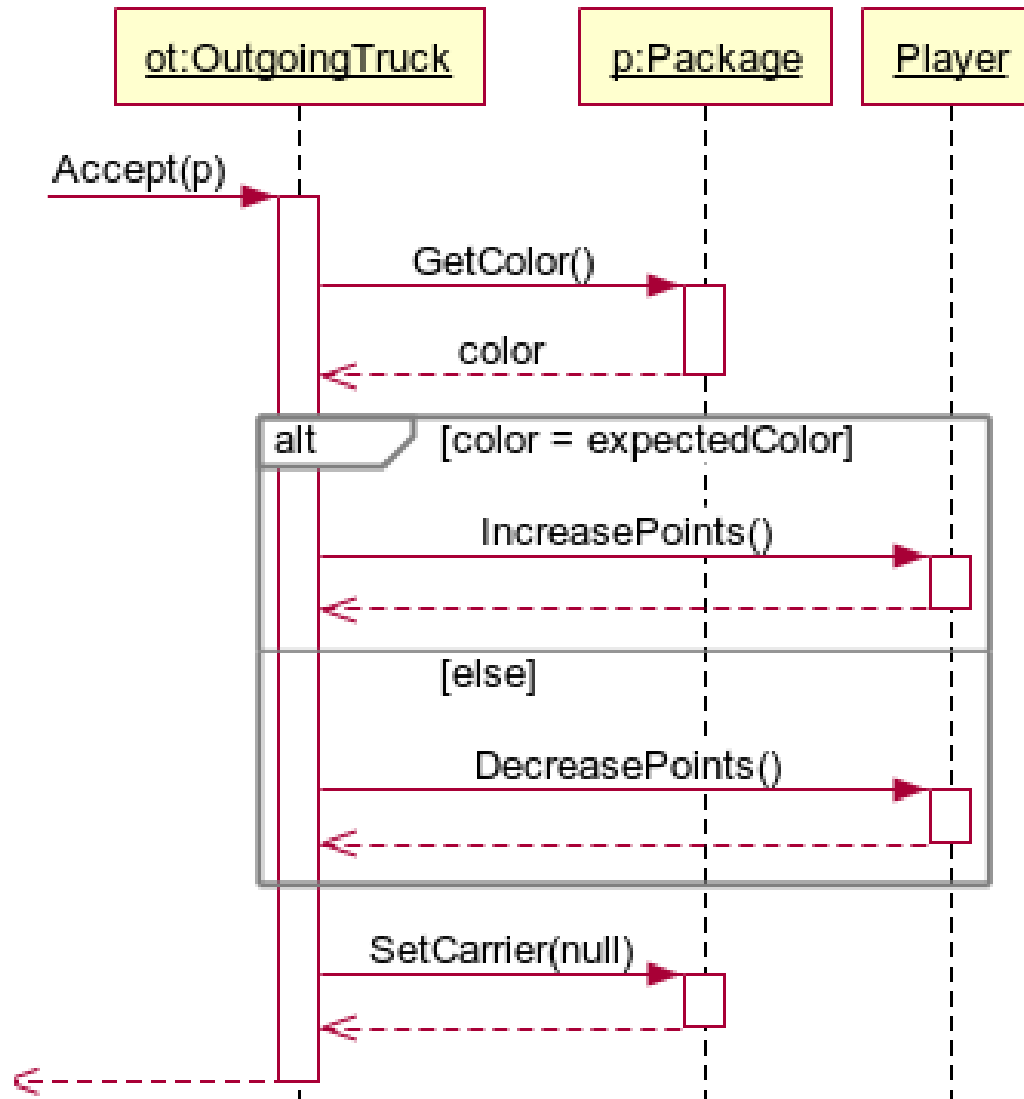 ot:OutgoingTruck
p:Package
Player
Accept(p)
GetColor()
color
alt
[color = expectedColor]
IncreasePoints()
[else]
DecreasePoints()
SetCarrier(null)